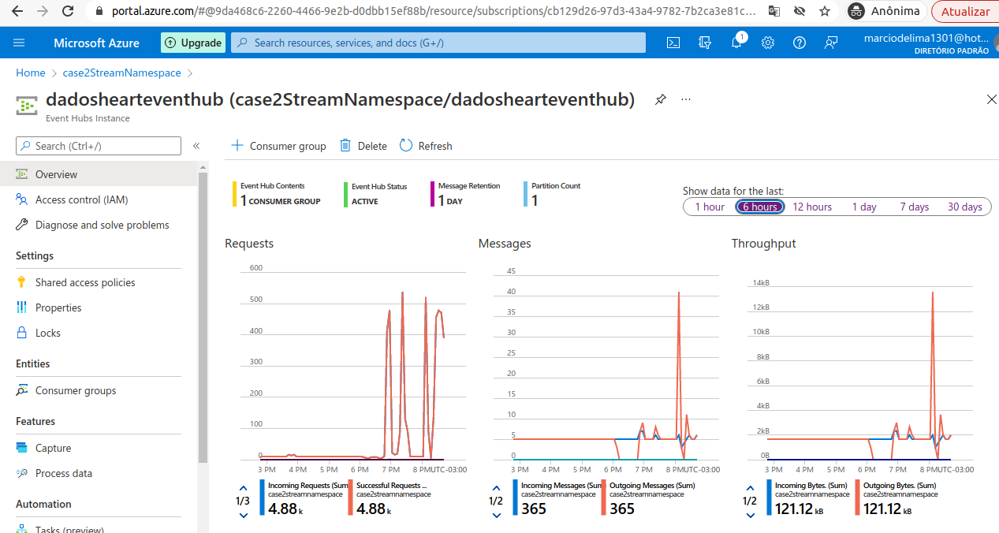 portal.azure.com/#@9da468c6-2260-4466-9e2b-d0dbb15ef88b/resource/subscriptions/cb129d26-97d3-43a4-9782-7b2ca3e81c... Anônima Atualizar
Microsoft Azure Upgrade Search resources, services, and docs (G+/) 1 marciodelima1301@hot...
DIRETÓRIO PADRÃO
Home > case2StreamNamespace >
dadoshearteventhub (case2StreamNamespace/dadoshearteventhub) ...
Event Hubs Instance
Search (Ctrl+/) «
Overview
Access control (IAM)
Diagnose and solve problems
Settings
Shared access policies
Properties
Locks
Entities
Consumer groups
Features
Capture
Process data
Automation
Tasks (preview)
Consumer group Delete Refresh
Event Hub Contents
1 CONSUMER GROUP
Event Hub Status
ACTIVE
Message Retention
1 DAY
Partition Count
1
Show data for the last:
1 hour 6 hours 12 hours 1 day 7 days 30 days
Requests
600
500
400
300
200
100
0
3 PM 4 PM 5 PM 6 PM 7 PM 8 PM UTC-03:00
1/3
Incoming Requests (Sum)
case2streamnamespace
4.88 k
Successful Requests ...
case2streamnamespace
4.88 k
Messages
45
40
35
30
25
20
15
10
5
0
3 PM 4 PM 5 PM 6 PM 7 PM 8 PM UTC-03:00
1/2
Incoming Messages (Sum)
case2streamnamespace
365
Outgoing Messages (Sum)
case2streamnamespace
365
Throughput
14kB
12kB
10kB
8kB
6kB
4kB
2kB
0B
3 PM 4 PM 5 PM 6 PM 7 PM 8 PM UTC-03:00
1/2
Incoming Bytes. (Sum)
case2streamnamespace
121.12 kB
Outgoing Bytes. (Sum)
case2streamnamespace
121.12 kB